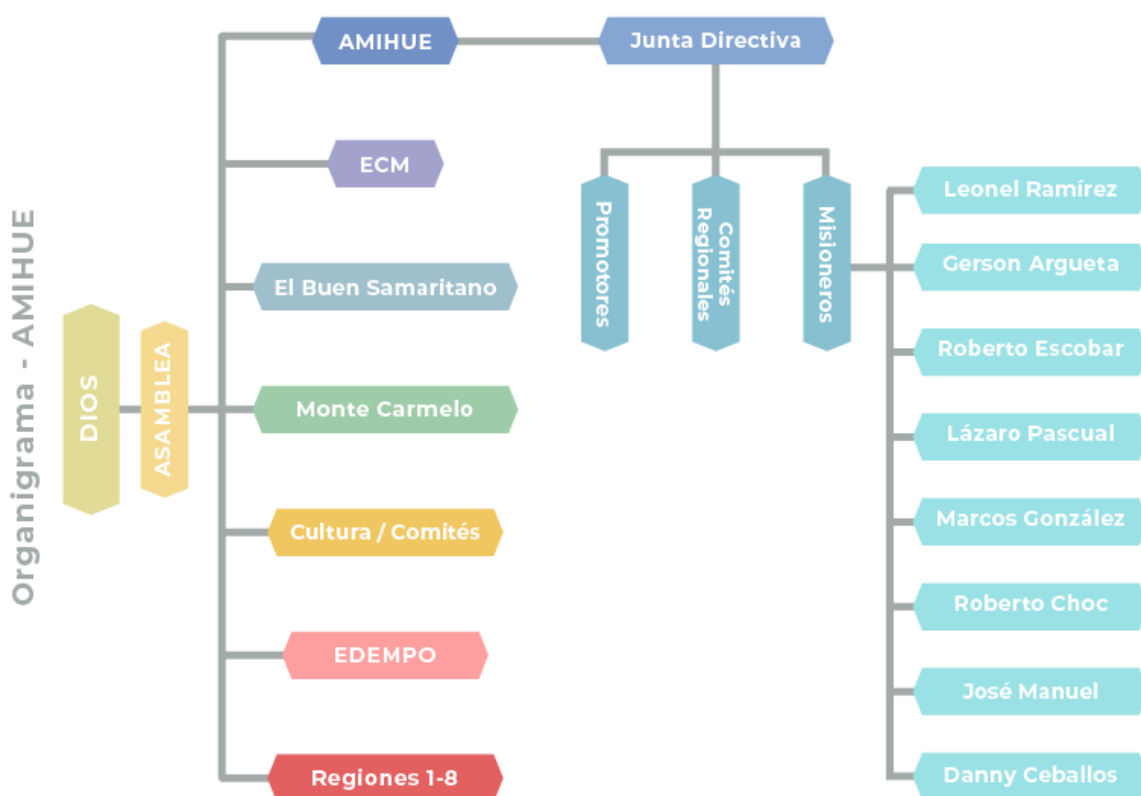 Organigrama - AMIHUE
DIOS
ASAMBLEA
AMIHUE
ECM
El Buen Samaritano
Monte Carmelo
Cultura / Comités
EDEMPO
Regiones 1-8
Junta Directiva
Promotores
Comités
Regionales
Misioneros
Leonel Ramírez
Gerson Argueta
Roberto Escobar
Lázaro Pascual
Marcos González
Roberto Choc
José Manuel
Danny Ceballos